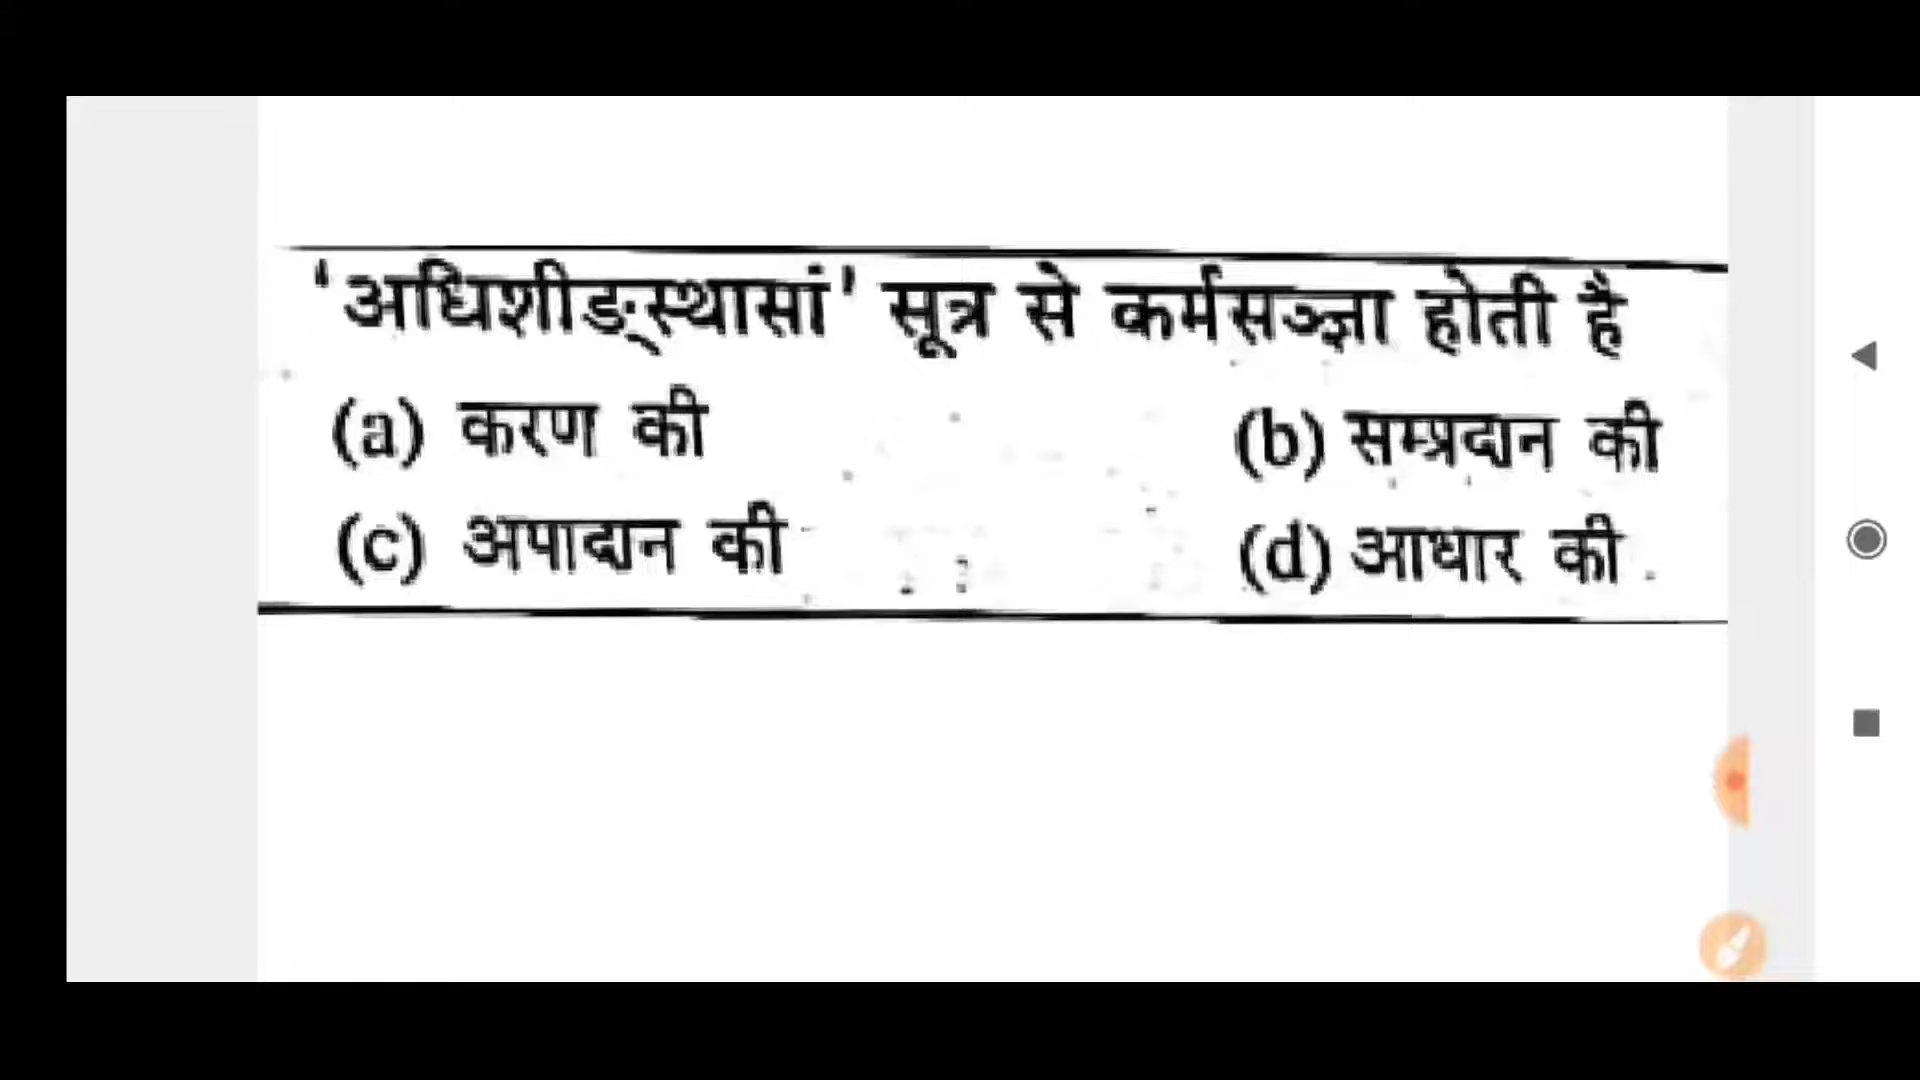 'अधिशीङ्स्थासां' सूत्र से कर्मसञ्ज्ञा होती है
(a) करण की (b) सम्प्रदान की
(c) अपादान की (d) आधार की